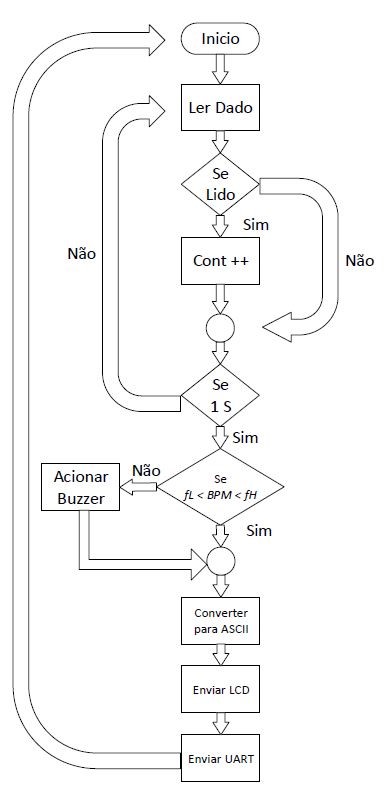 Inicio
Ler Dado
Se
Lido
Sim
Não
Cont ++
Não
Se
1 S
Sim
Não
Acionar
Buzzer
Se
fL < BPM < fH
Sim
Converter
para ASCII
Enviar LCD
Enviar UART